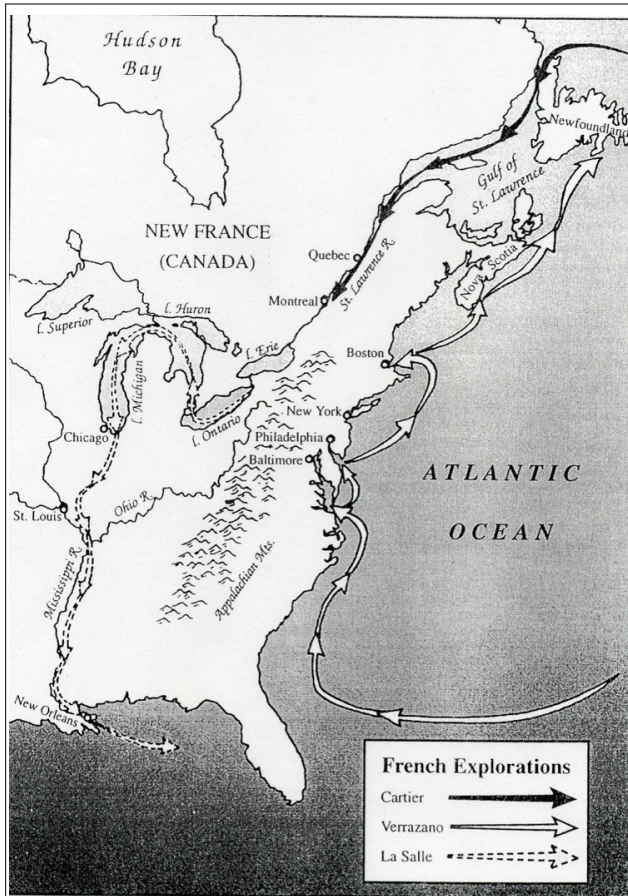 Hudson
Bay
Newfoundland
Gulf of
St. Lawrence
NEW FRANCE
(CANADA)
Quebec
St. Lawrence R.
Nova Scotia
Montreal
l. Huron
l. Superior
l. Erie
Boston
l. Michigan
New York
Chicago
l. Ontario
Philadelphia
Baltimore
ATLANTIC
OCEAN
Ohio R.
St. Louis
Appalachian Mts.
Mississippi R.
New Orleans
French Explorations
Cartier
Verrazano
La Salle